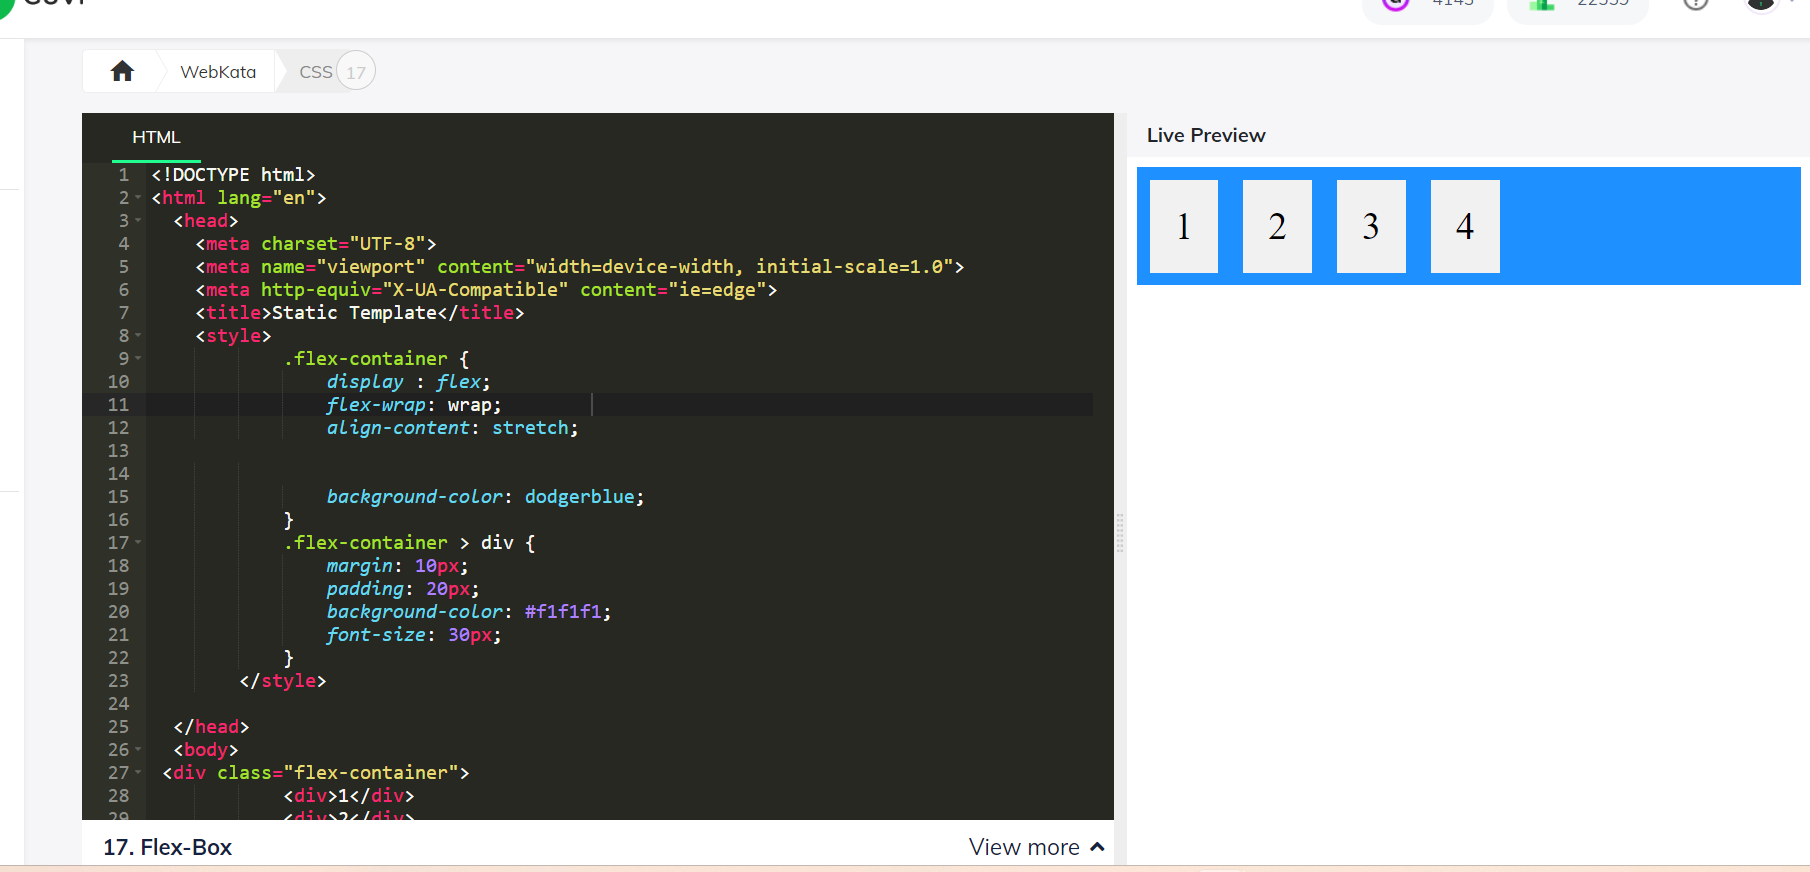 WebKata
CSS 17
HTML
Live Preview
1 <!DOCTYPE html>
2 <html lang="en">
3 <head>
4 <meta charset="UTF-8">
5 <meta name="viewport" content="width=device-width, initial-scale=1.0">
6 <meta http-equiv="X-UA-Compatible" content="ie=edge">
7 <title>Static Template</title>
8 <style>
9 .flex-container {
10 display : flex;
11 flex-wrap: wrap;
12 align-content: stretch;
13
14
15 background-color: dodgerblue;
16 }
17 .flex-container > div {
18 margin: 10px;
19 padding: 20px;
20 background-color: #f1f1f1;
21 font-size: 30px;
22 }
23 </style>
24
25 </head>
26 <body>
27 <div class="flex-container">
28 <div>1</div>
29 <div>2</div>
17. Flex-Box
View more
1 2 3 4